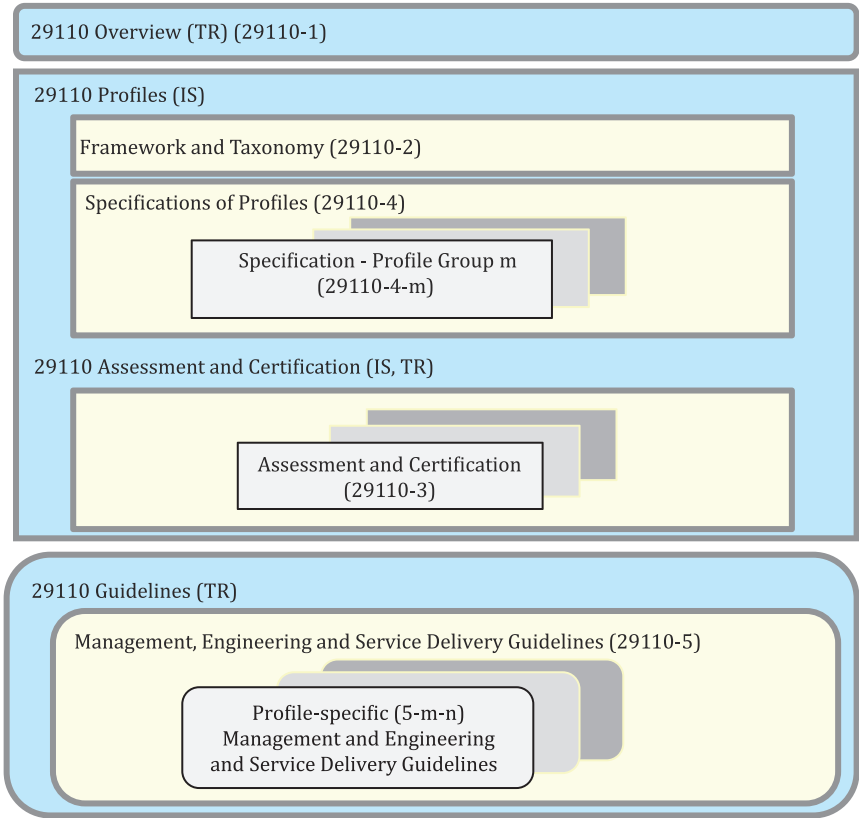 29110 Overview (TR) (29110-1)
29110 Profiles (IS)
Framework and Taxonomy (29110-2)
Specifications of Profiles (29110-4)
Specification - Profile Group m
(29110-4-m)
29110 Assessment and Certification (IS, TR)
Assessment and Certification
(29110-3)
29110 Guidelines (TR)
Management, Engineering and Service Delivery Guidelines (29110-5)
Profile-specific (5-m-n)
Management and Engineering
and Service Delivery Guidelines